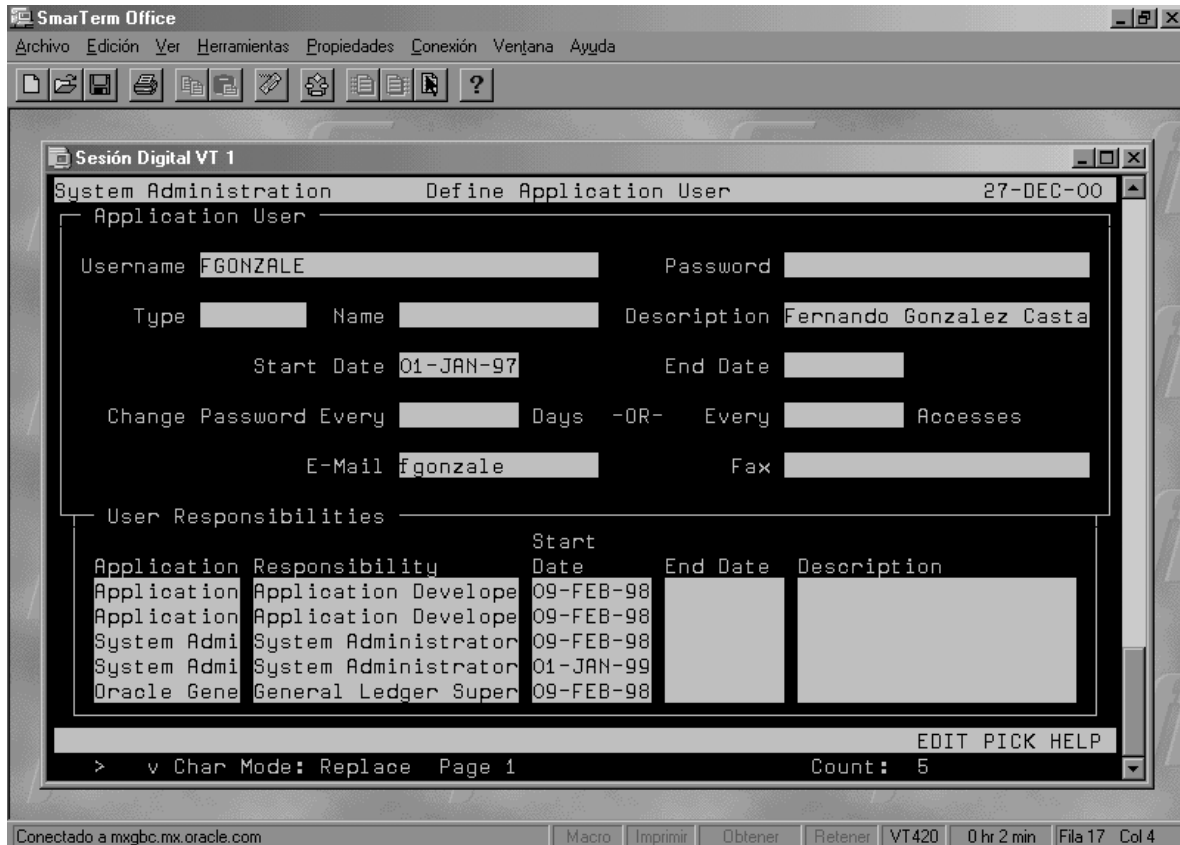 SmarTerm Office
Archivo Edición Ver Herramientas Propiedades Conexión Ventana Ayuda
Sesión Digital VT 1
System Administration Define Application User 27-DEC-00
Application User
Username FGONZALE Password
Type Name Description Fernando Gonzalez Casta
Start Date 01-JAN-97 End Date
Change Password Every Days -OR- Every Accesses
E-Mail fgonzale Fax
User Responsibilities
Start
Application Responsibility Date End Date Description
Application Application Develope 09-FEB-98
Application Application Develope 09-FEB-98
System Admi System Administrator 09-FEB-98
System Admi System Administrator 01-JAN-99
Oracle Gene General Ledger Super 09-FEB-98
EDIT PICK HELP
> v Char Mode: Replace Page 1 Count: 5
Conectado a mxgbc.mx.oracle.com Macro Imprimir Obtener Retener VT420 0 hr 2 min Fila 17 Col 4